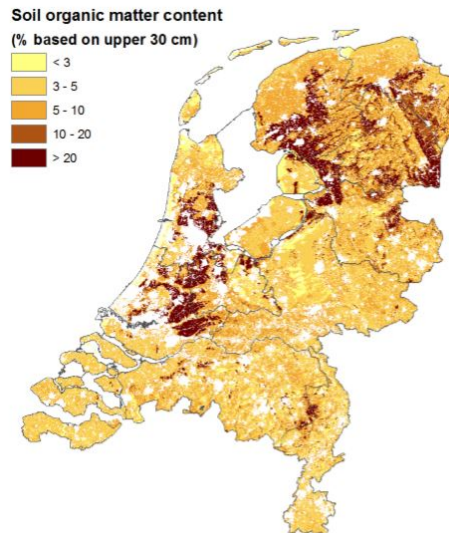 Soil organic matter content
(% based on upper 30 cm)
< 3
3 - 5
5 - 10
10 - 20
> 20